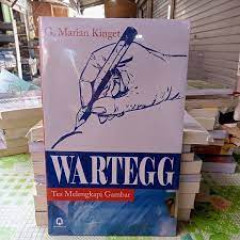 G. Marian Kinget
WARTEGG
Tes Melengkapi Gambar